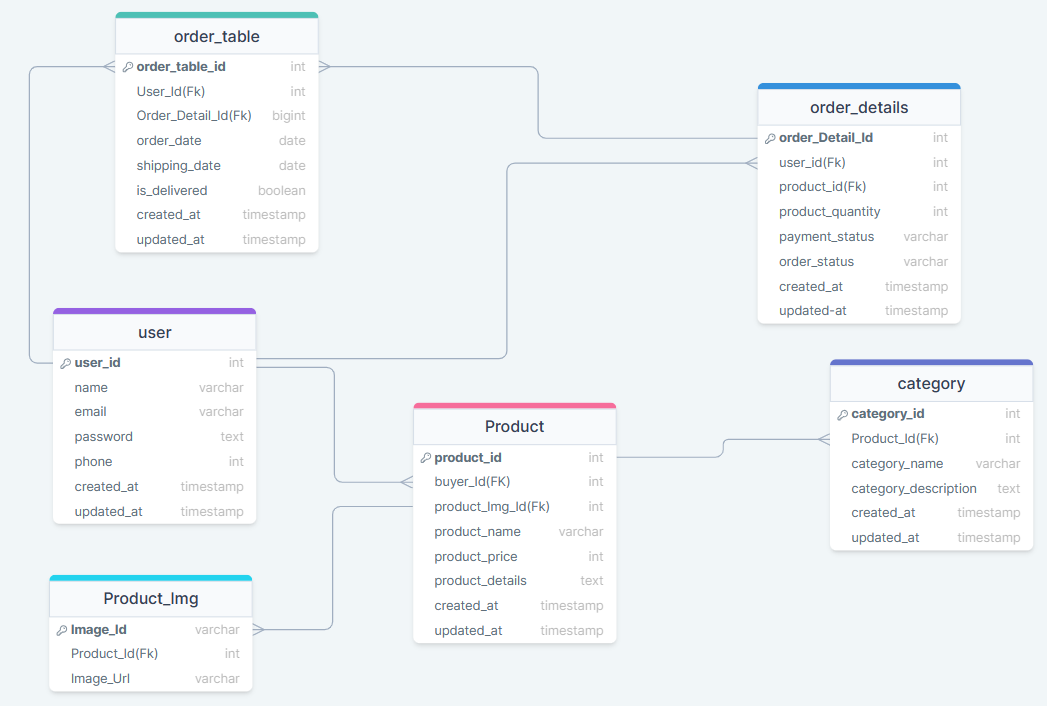 order_table
order_table_id int
User_Id(Fk) int
Order_Detail_Id(Fk) bigint
order_date date
shipping_date date
is_delivered boolean
created_at timestamp
updated_at timestamp
order_details
order_Detail_Id int
user_id(Fk) int
product_id(Fk) int
product_quantity int
payment_status varchar
order_status varchar
created_at timestamp
updated-at timestamp
user
user_id int
name varchar
email varchar
password text
phone int
created_at timestamp
updated_at timestamp
category
category_id int
Product_Id(Fk) int
category_name varchar
category_description text
created_at timestamp
updated_at timestamp
Product
product_id int
buyer_Id(FK) int
product_Img_Id(Fk) int
product_name varchar
product_price int
product_details text
created_at timestamp
updated_at timestamp
Product_Img
Image_Id varchar
Product_Id(Fk) int
Image_Url varchar